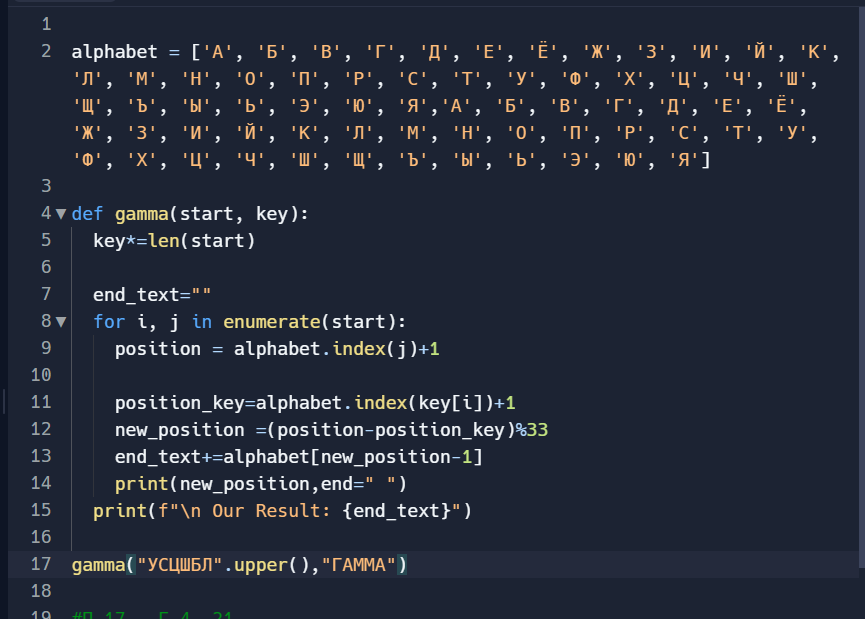 1
2 alphabet = ['А', 'Б', 'В', 'Г', 'Д', 'Е', 'Ё', 'Ж', 'З', 'И', 'Й', 'К',
'Л', 'М', 'Н', 'О', 'П', 'Р', 'С', 'Т', 'У', 'Ф', 'Х', 'Ц', 'Ч', 'Ш',
'Щ', 'Ъ', 'Ы', 'Ь', 'Э', 'Ю', 'Я','А', 'Б', 'В', 'Г', 'Д', 'Е', 'Ё',
'Ж', 'З', 'И', 'Й', 'К', 'Л', 'М', 'Н', 'О', 'П', 'Р', 'С', 'Т', 'У',
'Ф', 'Х', 'Ц', 'Ч', 'Ш', 'Щ', 'Ъ', 'Ы', 'Ь', 'Э', 'Ю', 'Я']
3
4 def gamma(start, key):
5 key*=len(start)
6
7 end_text=""
8 for i, j in enumerate(start):
9 position = alphabet.index(j)+1
10
11 position_key=alphabet.index(key[i])+1
12 new_position =(position-position_key)%33
13 end_text+=alphabet[new_position-1]
14 print(new_position,end=" ")
15 print(f"\n Our Result: {end_text}")
16
17 gamma("УСЦШБЛ".upper(),"ГАММА")
18
19